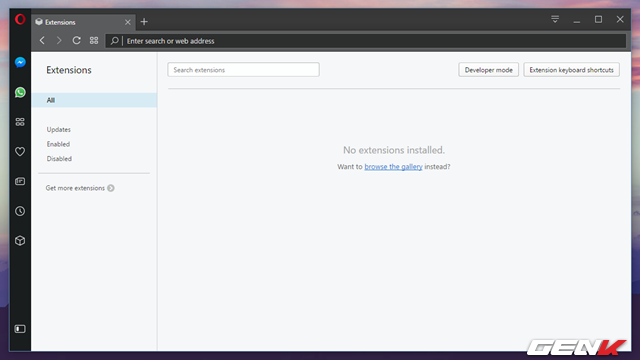 Extensions
Enter search or web address
Extensions
Search extensions
Developer mode
Extension keyboard shortcuts
All
Updates
Enabled
Disabled
Get more extensions
No extensions installed.
Want to browse the gallery instead?
GENK